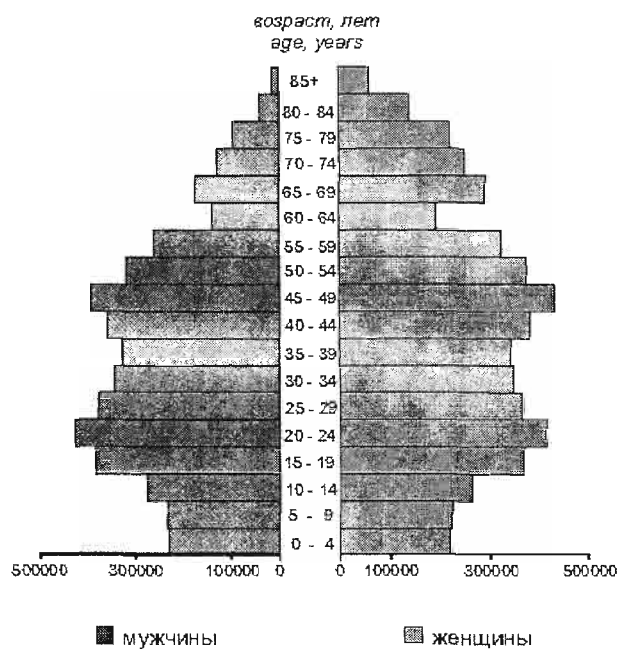 возраст, лет
age, years
85+
80 - 84
75 - 79
70 - 74
65 - 69
60 - 64
55 - 59
50 - 54
45 - 49
40 - 44
35 - 39
30 - 34
25 - 29
20 - 24
15 - 19
10 - 14
5 - 9
0 - 4
500000 300000 100000 0 0 100000 300000 500000
мужчины женщины